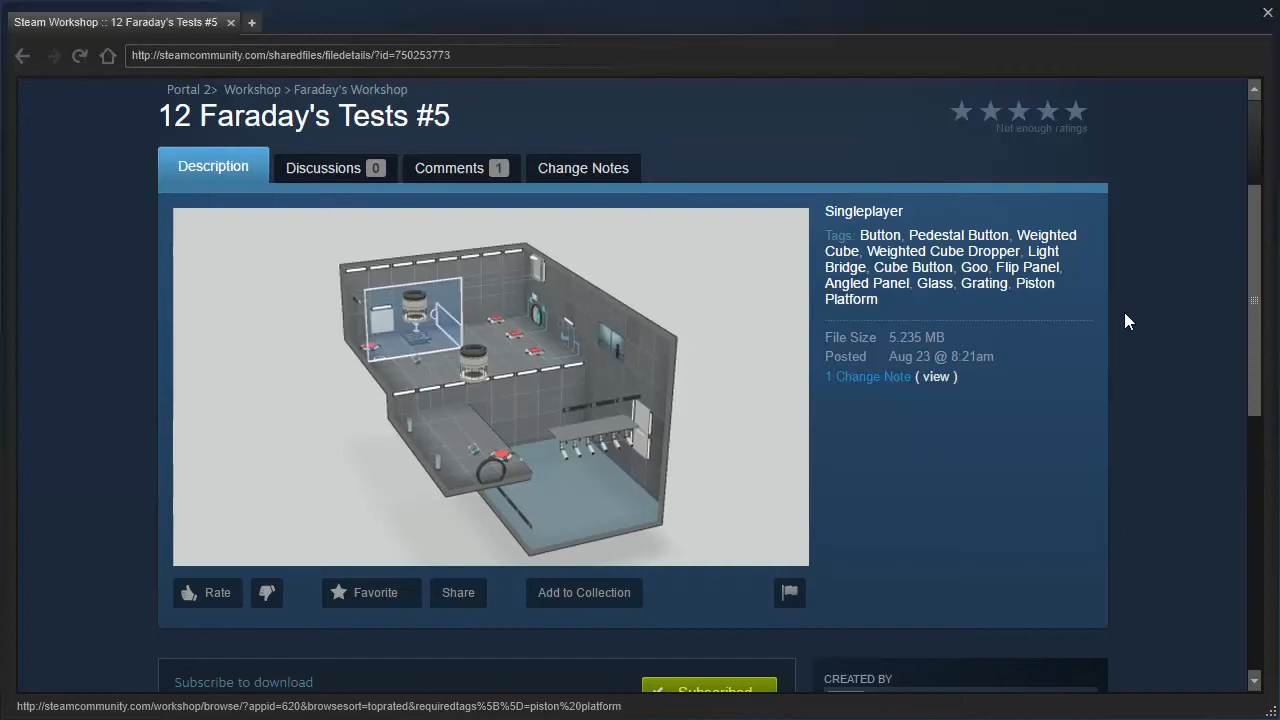 Steam Workshop :: 12 Faraday's Tests #5
http://steamcommunity.com/sharedfiles/filedetails/?id=750253773
Portal 2> Workshop > Faraday's Workshop
12 Faraday's Tests #5
Not enough ratings
Description
Discussions 0
Comments 1
Change Notes
Singleplayer
Tags: Button, Pedestal Button, Weighted
Cube, Weighted Cube Dropper, Light
Bridge, Cube Button, Goo, Flip Panel,
Angled Panel, Glass, Grating, Piston
Platform
File Size 5.235 MB
Posted Aug 23 @ 8:21am
1 Change Note ( view )
Rate
Favorite
Share
Add to Collection
Subscribe to download
Subscribed
CREATED BY
http://steamcommunity.com/workshop/browse/?appid=620&browsesort=toprated&requiredtags%5B%5D=piston%20platform